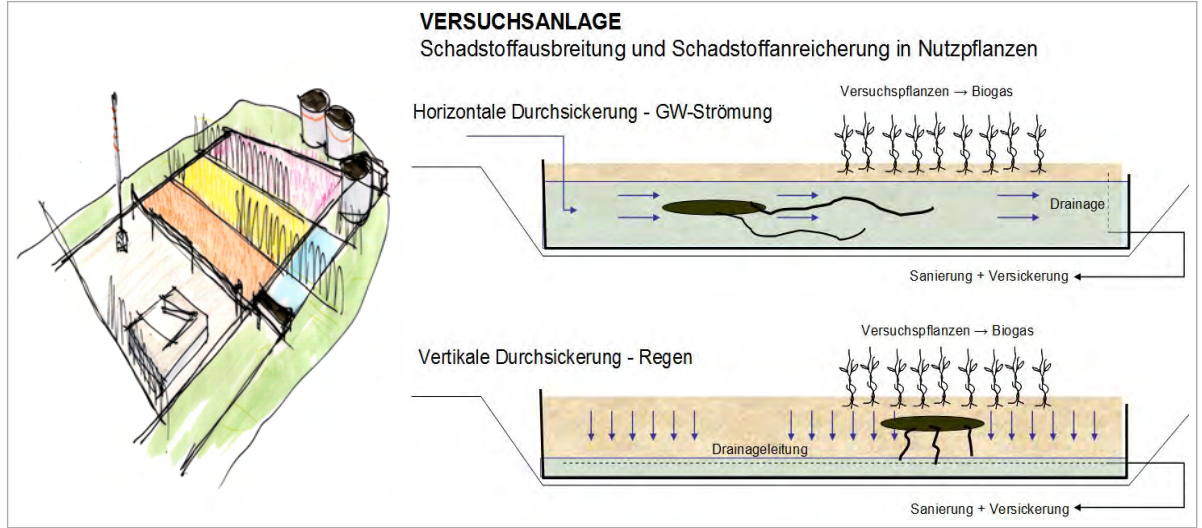 VERSUCHSANLAGE
Schadstoffausbreitung und Schadstoffanreicherung in Nutzpflanzen
Horizontale Durchsickerung - GW-Strömung
Versuchspflanzen → Biogas
Drainage
Sanierung + Versickerung
Vertikale Durchsickerung - Regen
Versuchspflanzen → Biogas
Drainageleitung
Sanierung + Versickerung